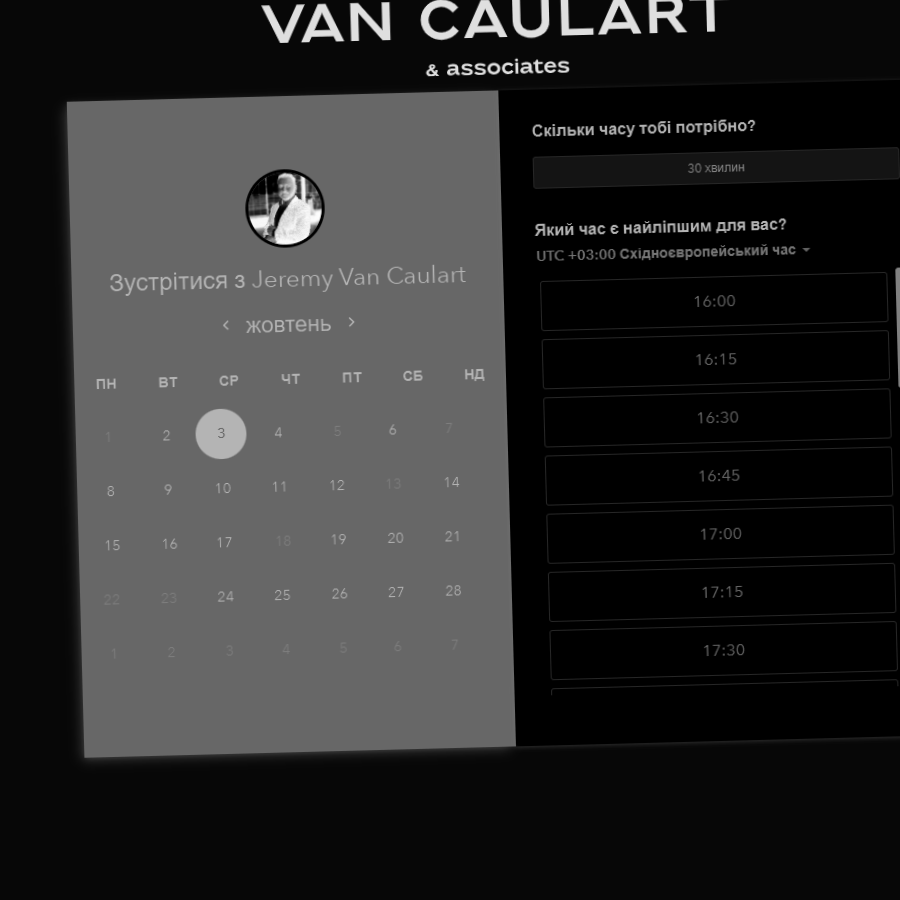 VAN CAULART
& associates
Зустрітися з Jeremy Van Caulart
жовтень
ПН ВТ СР ЧТ ПТ СБ НД
1 2 3 4 5 6 7
8 9 10 11 12 13 14
15 16 17 18 19 20 21
22 23 24 25 26 27 28
1 2 3 4 5 6 7
Скільки часу тобі потрібно?
30 хвилин
Який час є найліпшим для вас?
UTC +03:00 Східноєвропейський час
16:00
16:15
16:30
16:45
17:00
17:15
17:30